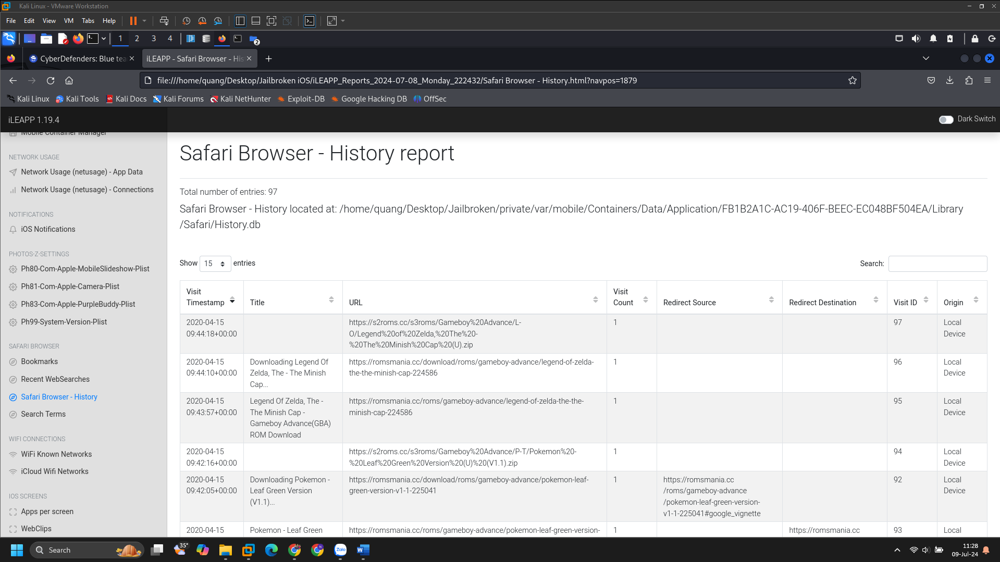 Kali Linux - VMware Workstation
File Edit View VM Tabs Help
1 2 3 4
2
CyberDefenders: Blue tea
iLEAPP - Safari Browser - His
file:///home/quang/Desktop/Jailbroken iOS/iLEAPP_Reports_2024-07-08_Monday_222432/Safari Browser - History.html?navpos=1879
Kali Linux Kali Tools Kali Docs Kali Forums Kali NetHunter Exploit-DB Google Hacking DB OffSec
iLEAPP 1.19.4
Dark Switch
Mobile Container Manager
NETWORK USAGE
Network Usage (netusage) - App Data
Network Usage (netusage) - Connections
NOTIFICATIONS
iOS Notifications
PHOTOS-Z-SETTINGS
Ph80-Com-Apple-MobileSlideshow-Plist
Ph81-Com-Apple-Camera-Plist
Ph83-Com-Apple-PurpleBuddy-Plist
Ph99-System-Version-Plist
SAFARI BROWSER
Bookmarks
Recent WebSearches
Safari Browser - History
Search Terms
WIFI CONNECTIONS
WiFi Known Networks
iCloud Wifi Networks
IOS SCREENS
Apps per screen
WebClips
Safari Browser - History report
Total number of entries: 97
Safari Browser - History located at: /home/quang/Desktop/Jailbroken/private/var/mobile/Containers/Data/Application/FB1B2A1C-AC19-406F-BEEC-EC048BF504EA/Library
/Safari/History.db
Show 15 entries
Search:
Visit
Timestamp
Title
URL
Visit
Count
Redirect Source
Redirect Destination
Visit ID
Origin
2020-04-15
09:44:18+00:00
https://s2roms.cc/s3roms/Gameboy%20Advance/L-
O/Legend%20of%20Zelda,%20The%20-
%20The%20Minish%20Cap%20(U).zip
1
97
Local
Device
2020-04-15
09:44:10+00:00
Downloading Legend Of
Zelda, The - The Minish
Cap...
https://romsmania.cc/download/roms/gameboy-advance/legend-of-zelda-
the-the-minish-cap-224586
1
96
Local
Device
2020-04-15
09:43:57+00:00
Legend Of Zelda, The -
The Minish Cap -
Gameboy Advance(GBA)
ROM Download
https://romsmania.cc/roms/gameboy-advance/legend-of-zelda-the-the-
minish-cap-224586
1
95
Local
Device
2020-04-15
09:42:16+00:00
https://s2roms.cc/s3roms/Gameboy%20Advance/P-T/Pokemon%20-
%20Leaf%20Green%20Version%20(U)%20(V1.1).zip
1
94
Local
Device
2020-04-15
09:42:05+00:00
Downloading Pokemon -
Leaf Green Version
(V1.1)...
https://romsmania.cc/download/roms/gameboy-advance/pokemon-leaf-
green-version-v1-1-225041
1
https://romsmania.cc
/roms/gameboy-advance
/pokemon-leaf-green-version-
v1-1-225041#google_vignette
92
Local
Device
2020-04-15
Pokemon - Leaf Green
https://romsmania.cc/roms/gameboy-advance/pokemon-leaf-green-version-
1
https://romsmania.cc
93
Local
Search
35°
Zalo
11:28
09-Jul-24